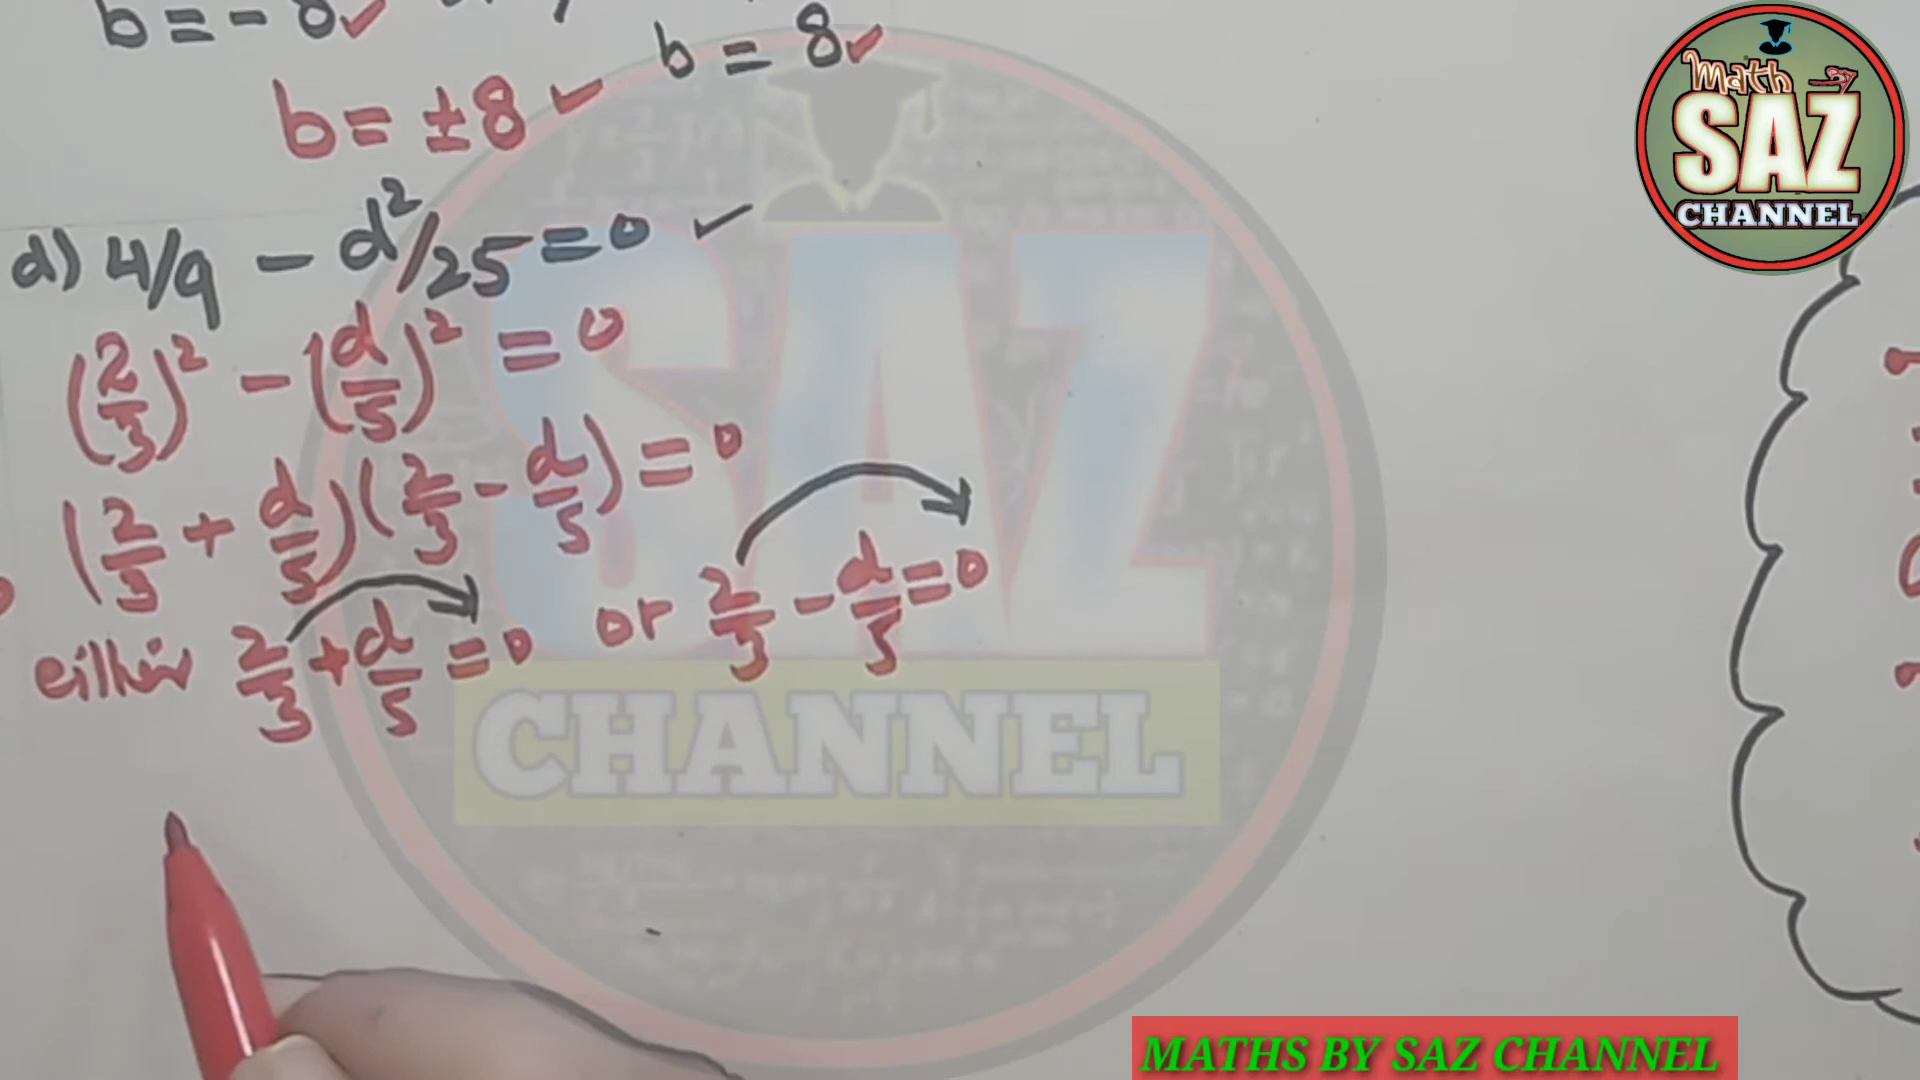 b = - 8✓
b = 8✓
b = ±8 ✓
d) 4/9 - d²/25 = 0 ✓
(2/3)² - (d/5)² = 0
(2/3 + d/5)(2/3 - d/5) = 0
either 2/3 + d/5 = 0 or 2/3 - d/5 = 0
Math
SAZ
CHANNEL
SAZ
CHANNEL
MATHS BY SAZ CHANNEL